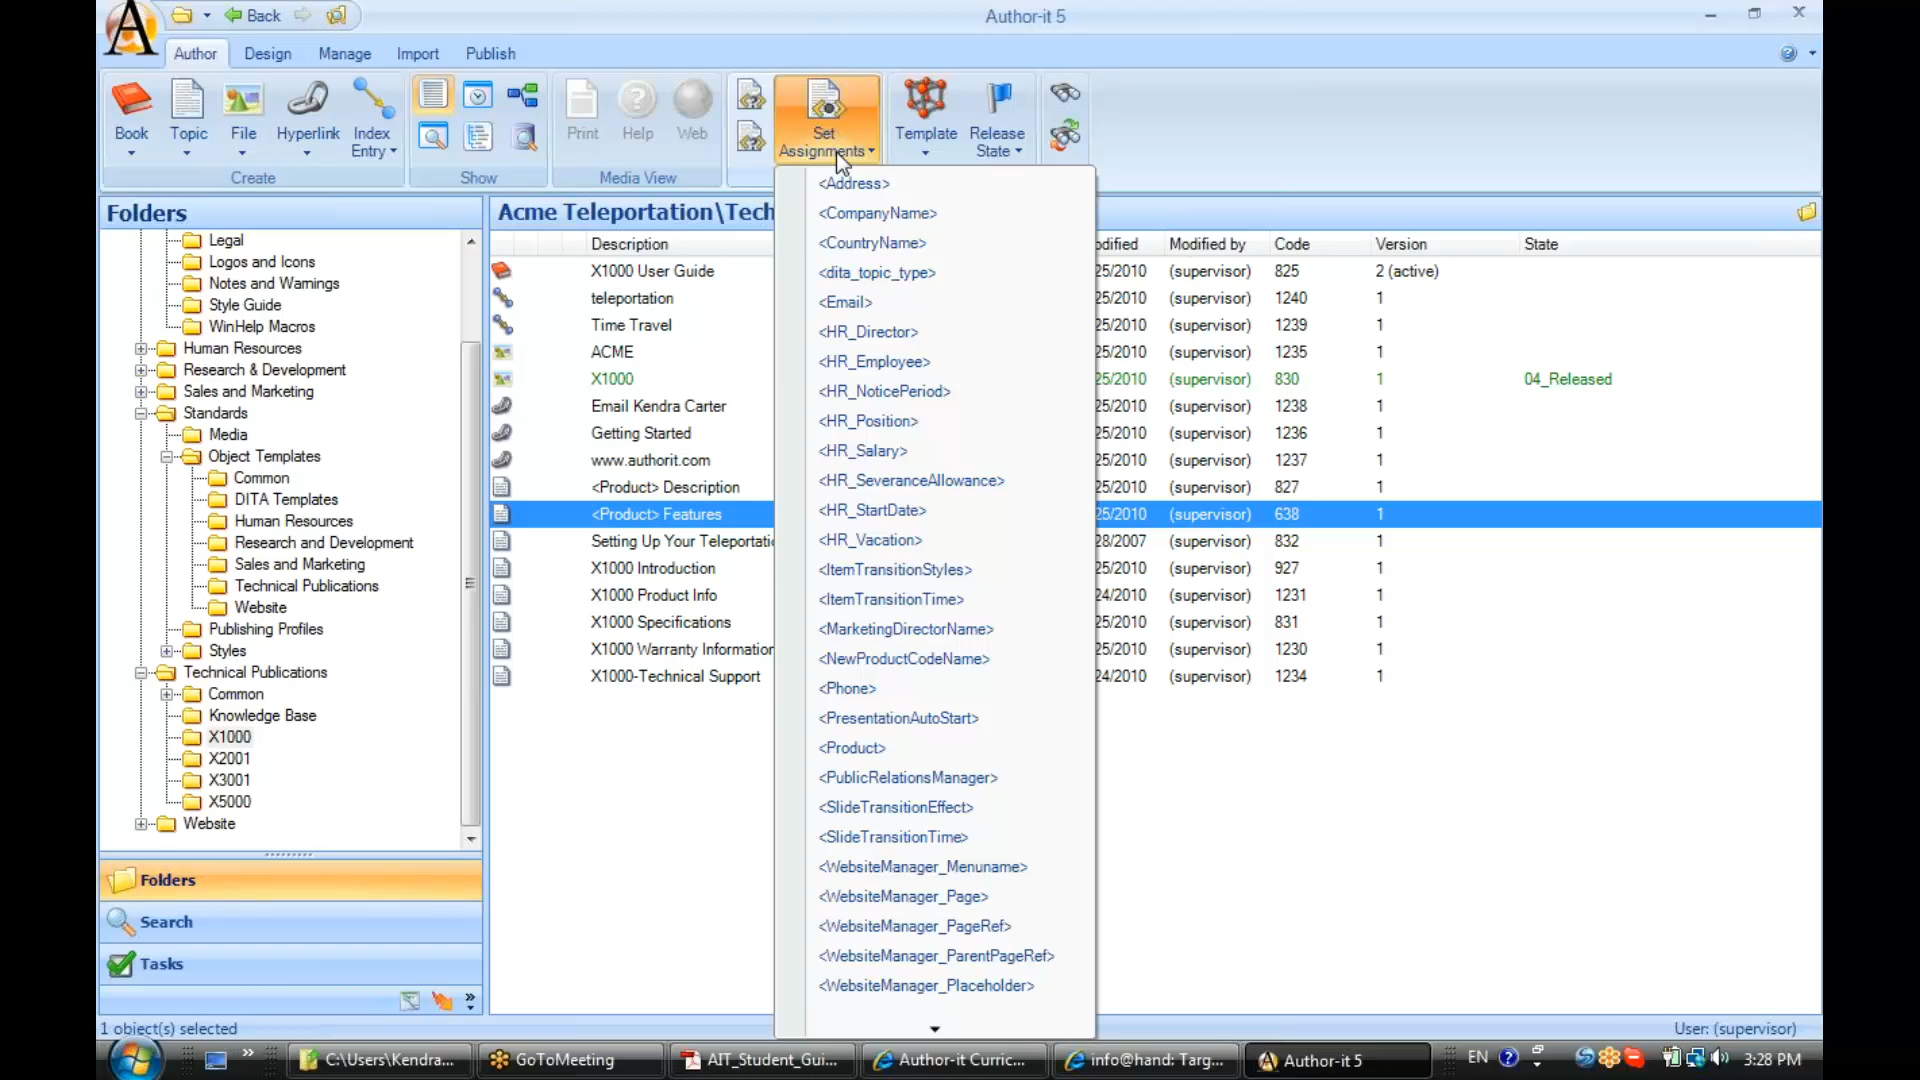 Back
Author-it 5
Author Design Manage Import Publish
Book Topic File Hyperlink Index Entry
Create
Show
Print Help Web
Media View
Set Assignments
Template Release State
Folders
Legal
Logos and Icons
Notes and Warnings
Style Guide
WinHelp Macros
Human Resources
Research & Development
Sales and Marketing
Standards
Media
Object Templates
Common
DITA Templates
Human Resources
Research and Development
Sales and Marketing
Technical Publications
Website
Publishing Profiles
Styles
Technical Publications
Common
Knowledge Base
X1000
X2001
X3001
X5000
Website
Folders
Search
Tasks
1 object(s) selected
Acme Teleportation\Tech
Description odified Modified by Code Version State
X1000 User Guide 25/2010 (supervisor) 825 2 (active)
teleportation 25/2010 (supervisor) 1240 1
Time Travel 25/2010 (supervisor) 1239 1
ACME 25/2010 (supervisor) 1235 1
X1000 25/2010 (supervisor) 830 1 04_Released
Email Kendra Carter 25/2010 (supervisor) 1238 1
Getting Started 25/2010 (supervisor) 1236 1
www.authorit.com 25/2010 (supervisor) 1237 1
<Product> Description 25/2010 (supervisor) 827 1
<Product> Features 25/2010 (supervisor) 638 1
Setting Up Your Teleportati 28/2007 (supervisor) 832 1
X1000 Introduction 25/2010 (supervisor) 927 1
X1000 Product Info 24/2010 (supervisor) 1231 1
X1000 Specifications 25/2010 (supervisor) 831 1
X1000 Warranty Information 25/2010 (supervisor) 1230 1
X1000-Technical Support 24/2010 (supervisor) 1234 1
<Address>
<CompanyName>
<CountryName>
<dita_topic_type>
<Email>
<HR_Director>
<HR_Employee>
<HR_NoticePeriod>
<HR_Position>
<HR_Salary>
<HR_SeveranceAllowance>
<HR_StartDate>
<HR_Vacation>
<ItemTransitionStyles>
<ItemTransitionTime>
<MarketingDirectorName>
<NewProductCodeName>
<Phone>
<PresentationAutoStart>
<Product>
<PublicRelationsManager>
<SlideTransitionEffect>
<SlideTransitionTime>
<WebsiteManager_Menuname>
<WebsiteManager_Page>
<WebsiteManager_PageRef>
<WebsiteManager_ParentPageRef>
<WebsiteManager_Placeholder>
User: (supervisor)
C:\Users\Kendra... GoToMeeting AIT_Student_Gui... Author-it Curric... info@hand: Targ... Author-it 5 EN 3:28 PM